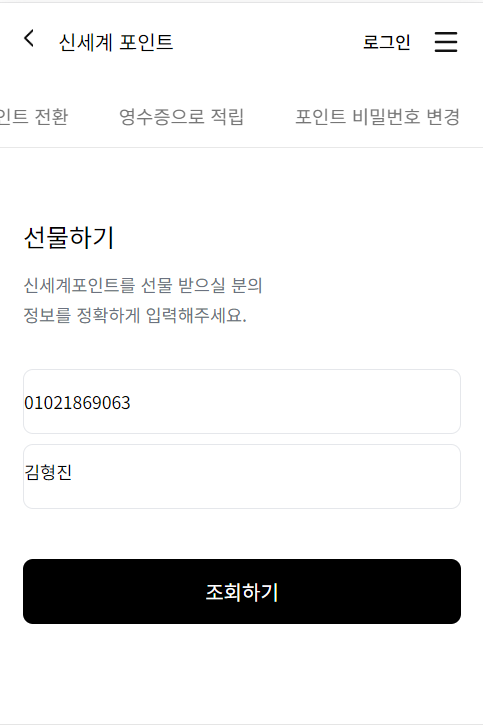 신세계 포인트
로그인
인트 전환 영수증으로 적립 포인트 비밀번호 변경
선물하기
신세계포인트를 선물 받으실 분의
정보를 정확하게 입력해주세요.
01021869063
김형진
조회하기